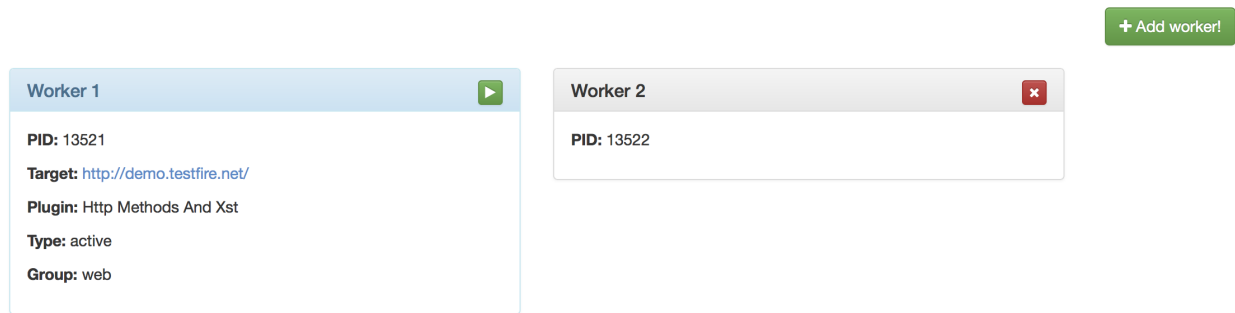 Add worker!
Worker 1
PID: 13521
Target: http://demo.testfire.net/
Plugin: Http Methods And Xst
Type: active
Group: web
Worker 2
PID: 13522